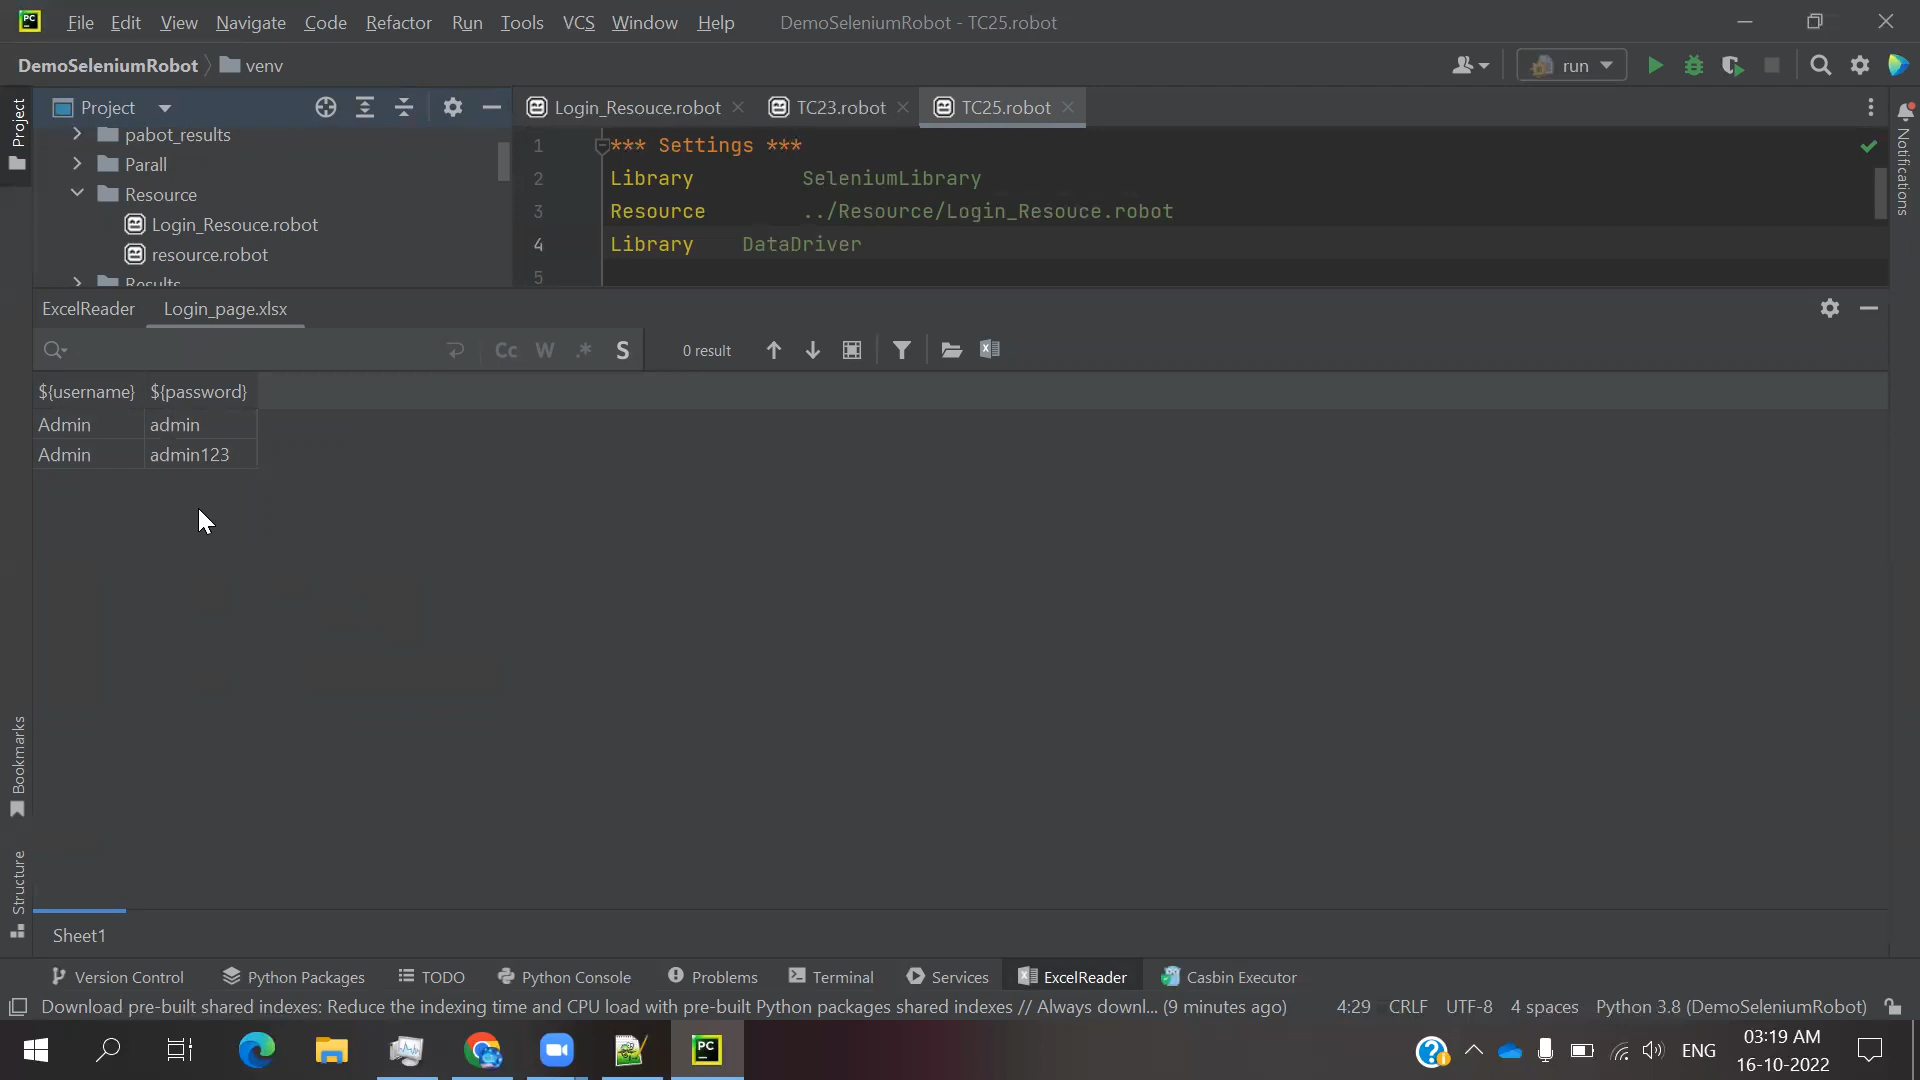 PC File Edit View Navigate Code Refactor Run Tools VCS Window Help DemoSeleniumRobot - TC25.robot
DemoSeleniumRobot venv run
Project
Project
Login_Resouce.robot TC23.robot TC25.robot
Notifications
pabot_results
Parall
Resource
Login_Resouce.robot
resource.robot
Results
1 *** Settings ***
2 Library SeleniumLibrary
3 Resource ../Resource/Login_Resouce.robot
4 Library DataDriver
5
ExcelReader Login_page.xlsx
Cc W .* S 0 result
${username} ${password}
Admin admin
Admin admin123
Bookmarks
Structure
Sheet1
Version Control Python Packages TODO Python Console Problems Terminal Services ExcelReader Casbin Executor
Download pre-built shared indexes: Reduce the indexing time and CPU load with pre-built Python packages shared indexes // Always downl... (9 minutes ago) 4:29 CRLF UTF-8 4 spaces Python 3.8 (DemoSeleniumRobot)
PC ENG 03:19 AM
16-10-2022